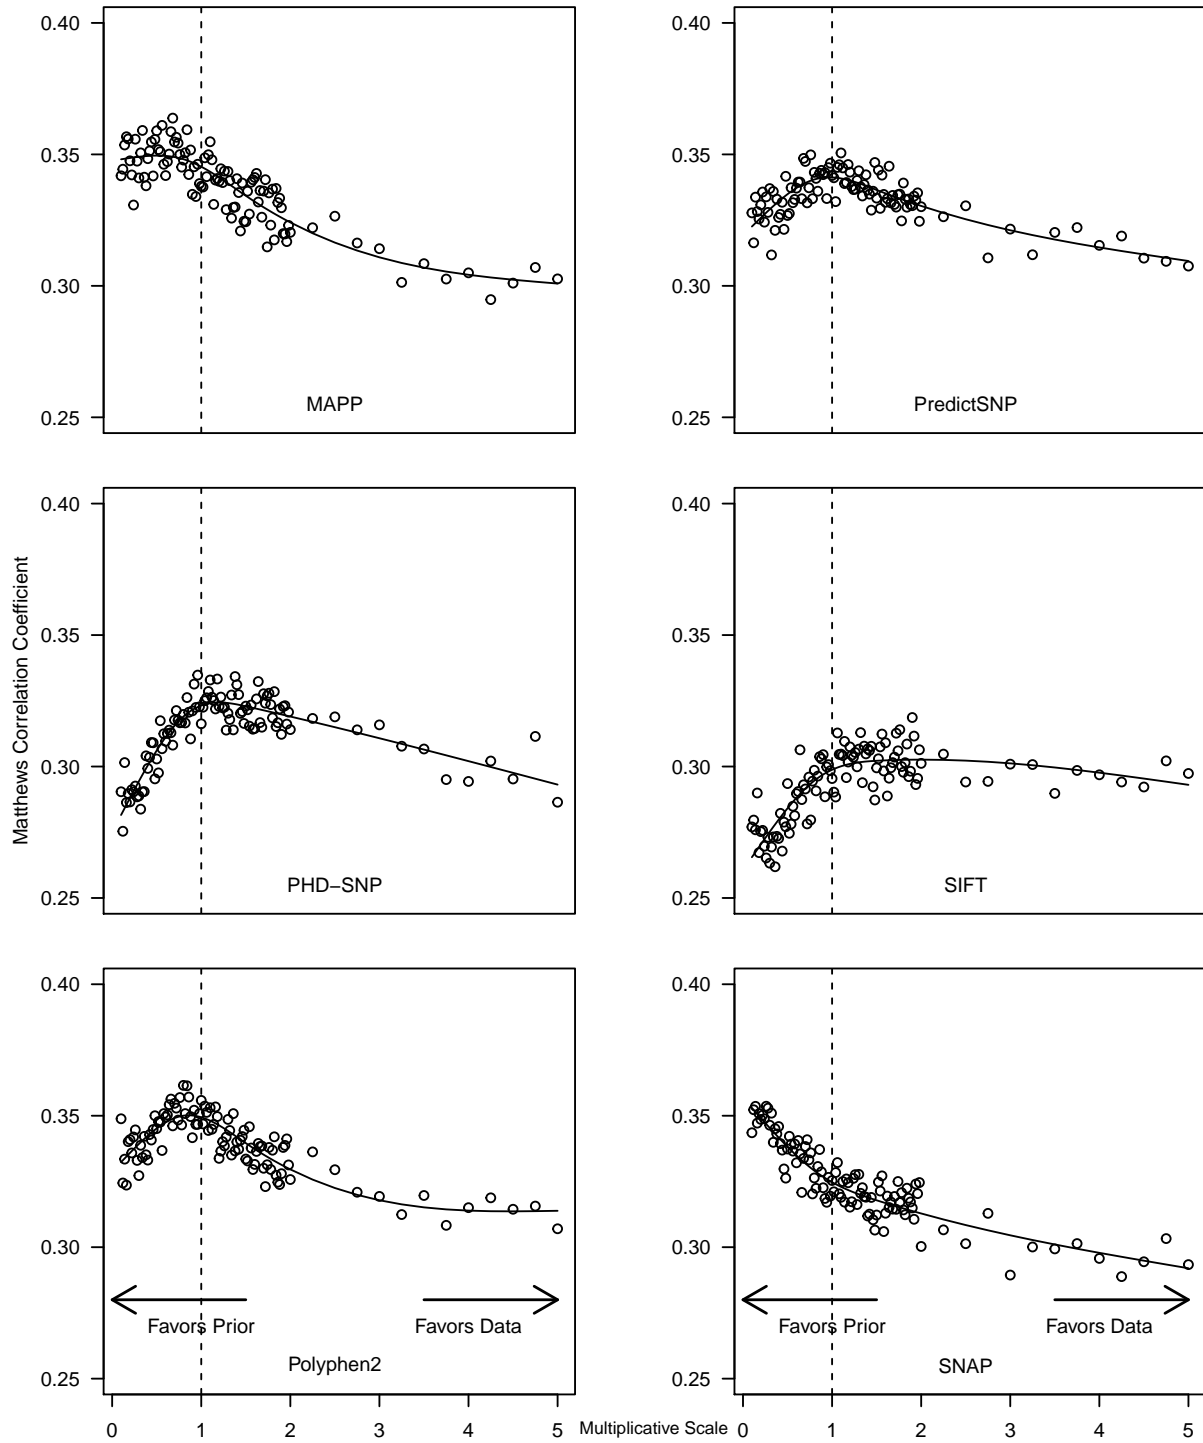 0.40
0.35
0.30
0.25
MAPP
0.40
0.35
0.30
0.25
PredictSNP
Matthews Correlation Coefficient
0.40
0.35
0.30
0.25
PHD−SNP
0.40
0.35
0.30
0.25
SIFT
0.40
0.35
0.30
0.25
Favors Prior
Favors Data
Polyphen2
0 1 2 3 4 5
0.40
0.35
0.30
0.25
Favors Prior
Favors Data
SNAP
Multiplicative Scale
0 1 2 3 4 5